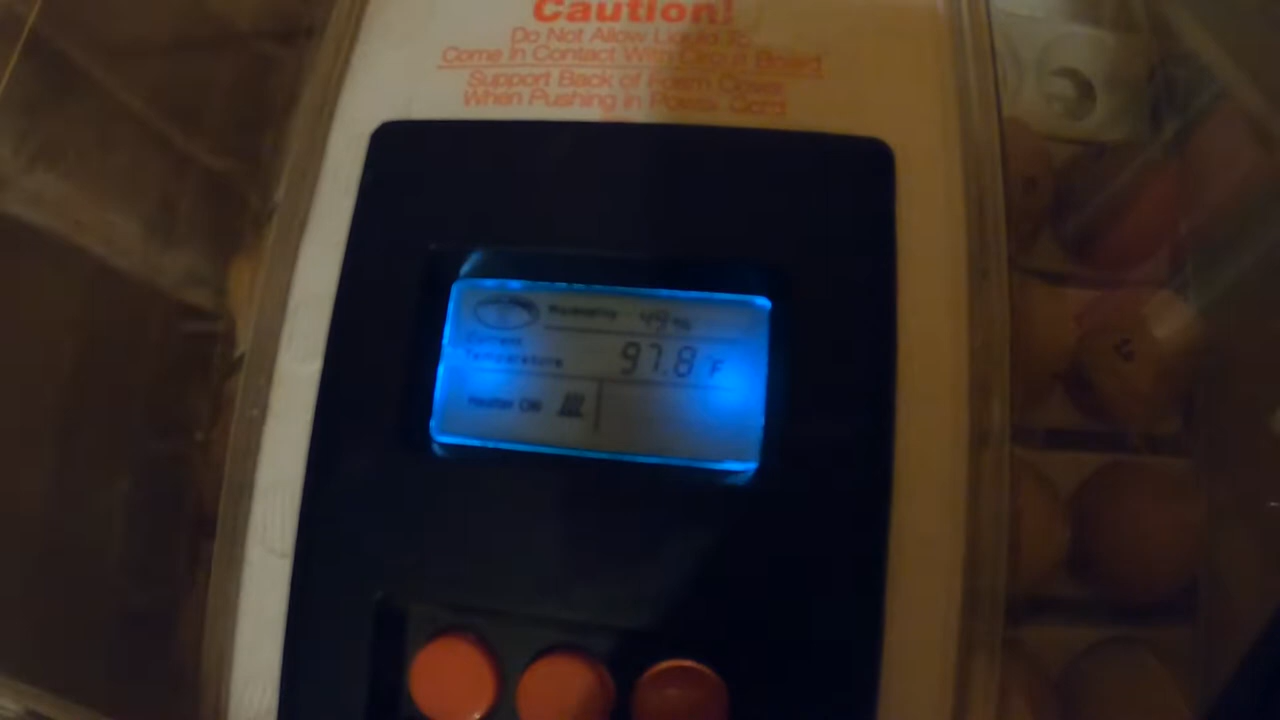 Caution!
Do Not Allow Liquid To
Come in Contact With Circuit Board
Support Back of Foam Cover
When Pushing in Power Cord
Humidity 49 %
Current
Temperature 97.8 °F
Heater ON